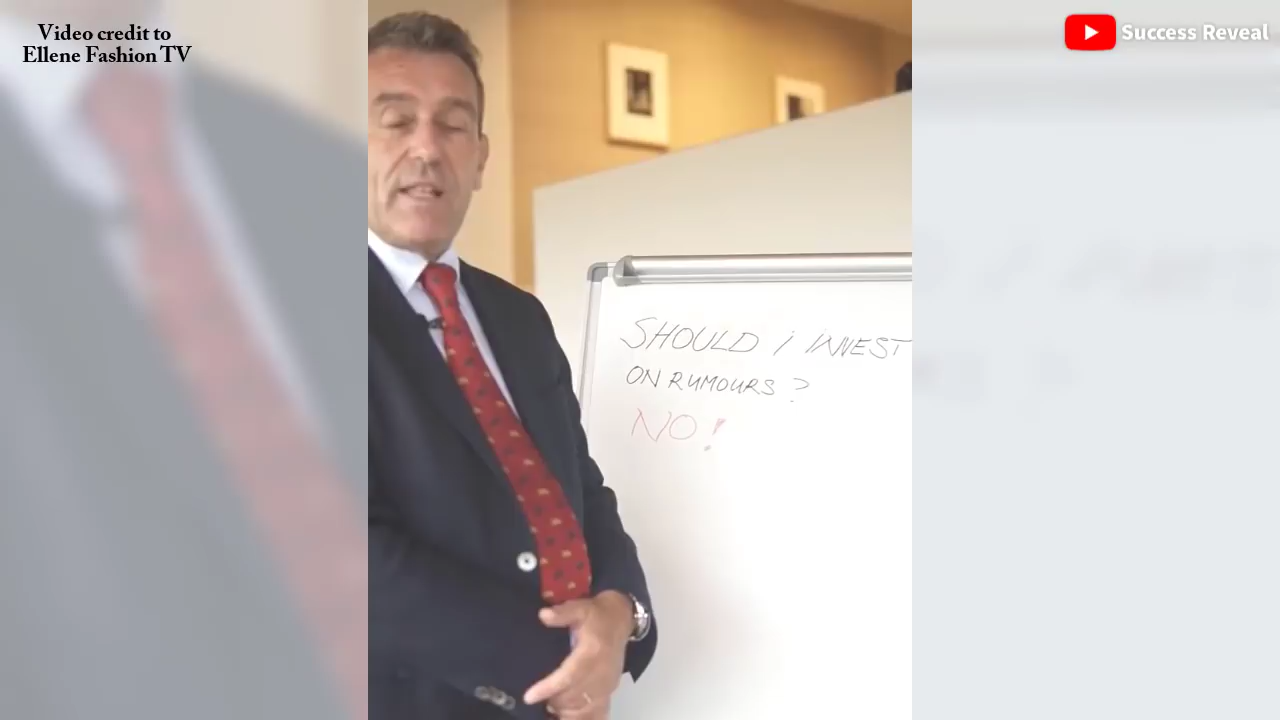 Video credit to
Ellene Fashion TV
Success Reveal
SHOULD I INVEST
ON RUMOURS?
NO!